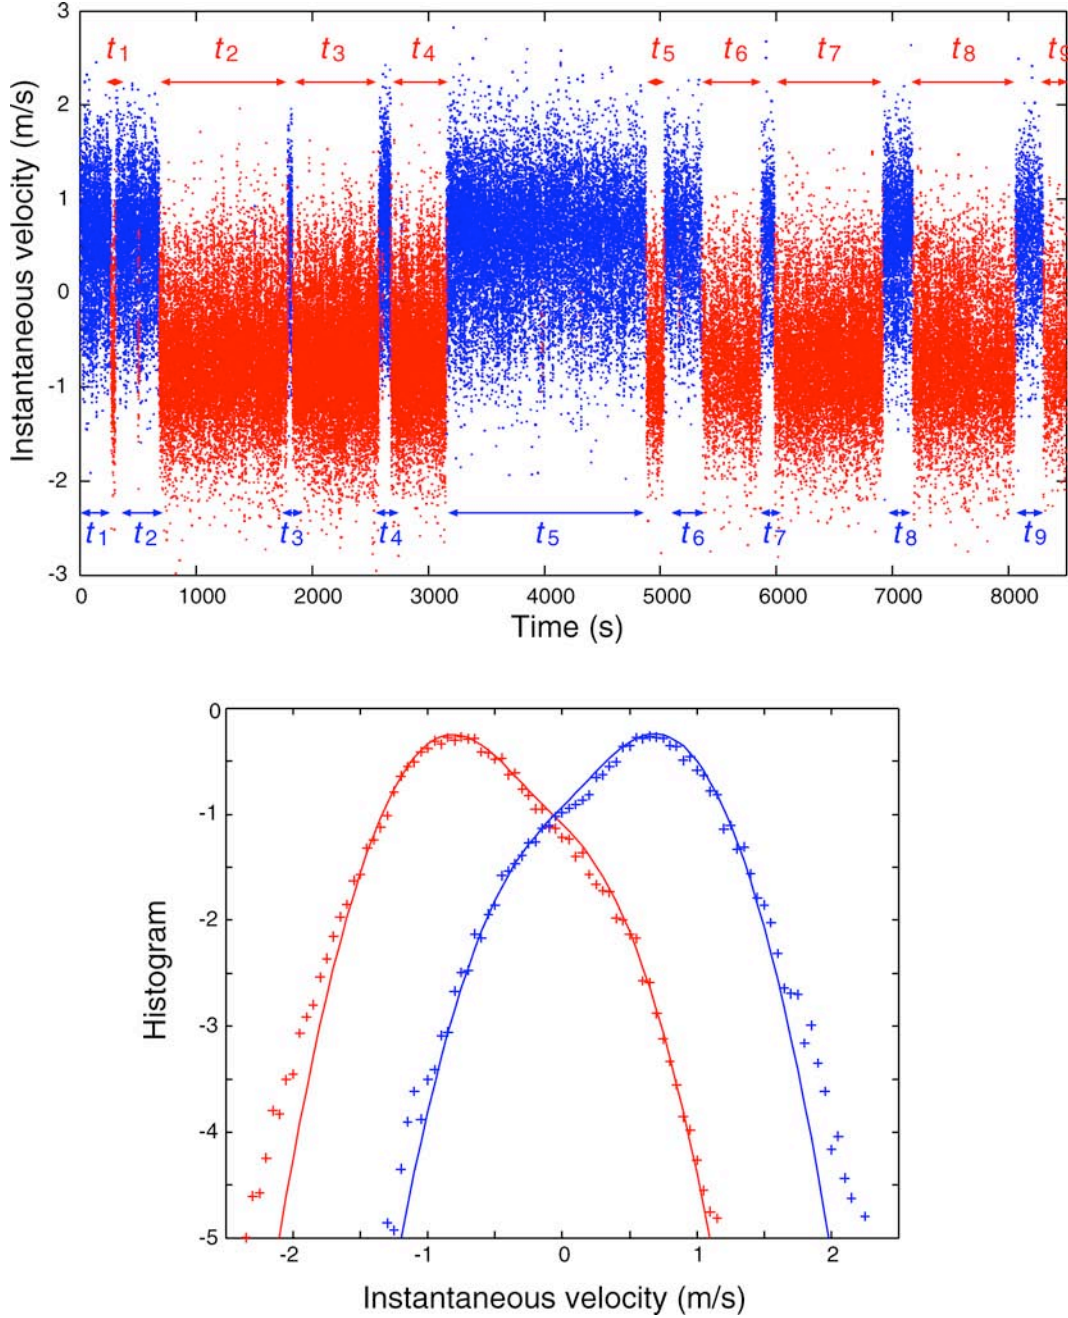 3
t1 t2 t3 t4 t5 t6 t7 t8 t9
2
1
0
-1
-2
t1 t2 t3 t4 t5 t6 t7 t8 t9
-3
Instantaneous velocity (m/s)
0 1000 2000 3000 4000 5000 6000 7000 8000
Time (s)
0
-1
-2
-3
-4
-5
Histogram
-2 -1 0 1 2
Instantaneous velocity (m/s)